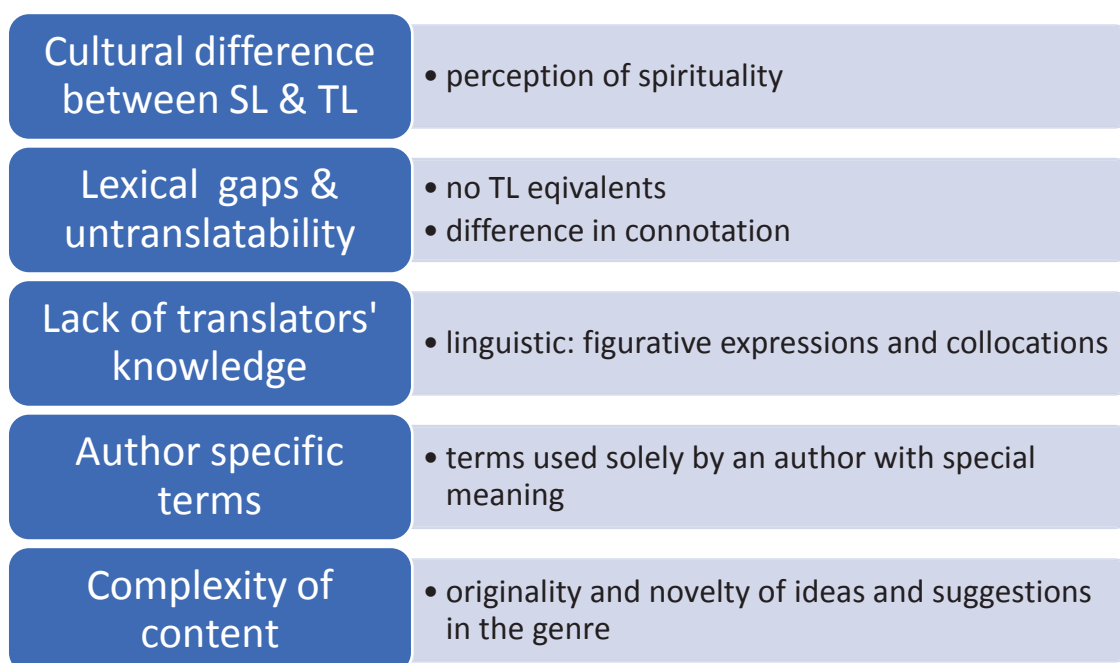 Cultural difference
between SL & TL
• perception of spirituality
Lexical gaps &
untranslatability
• no TL eqivalents
• difference in connotation
Lack of translators'
knowledge
• linguistic: figurative expressions and collocations
Author specific
terms
• terms used solely by an author with special
meaning
Complexity of
content
• originality and novelty of ideas and suggestions
in the genre